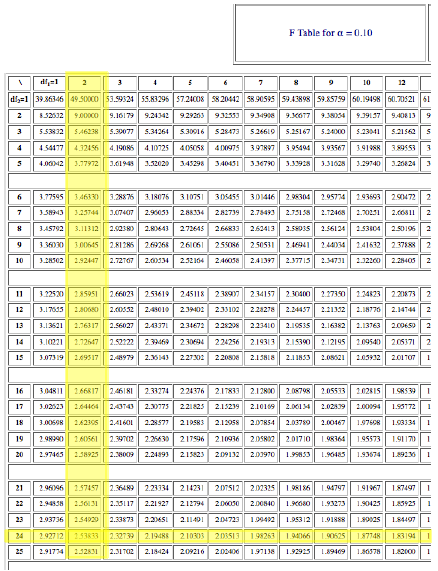 F Table for α = 0.10
\ df₁=1 2 3 4 5 6 7 8 9 10 12
df₂=1 39.86346 49.50000 53.59324 55.83296 57.24008 58.20442 58.90595 59.43898 59.85759 60.19498 60.70521 61
2 8.52632 9.00000 9.16179 9.24342 9.29263 9.32553 9.34908 9.36677 9.38054 9.39157 9.40813 9
3 5.53832 5.46238 5.39077 5.34264 5.30916 5.28473 5.26619 5.25167 5.24000 5.23041 5.21562 5
4 4.54477 4.32456 4.19086 4.10725 4.05058 4.00975 3.97897 3.95494 3.93567 3.91988 3.89553 3
5 4.06042 3.77972 3.61948 3.52020 3.45298 3.40451 3.36790 3.33928 3.31628 3.29740 3.26824 3
6 3.77595 3.46330 3.28876 3.18076 3.10751 3.05455 3.01446 2.98304 2.95774 2.93693 2.90472 2
7 3.58943 3.25744 3.07407 2.96053 2.88334 2.82739 2.78493 2.75158 2.72468 2.70251 2.66811 2
8 3.45792 3.11312 2.92380 2.80643 2.72645 2.66833 2.62413 2.58935 2.56124 2.53804 2.50196 2
9 3.36030 3.00645 2.81286 2.69268 2.61061 2.55086 2.50531 2.46941 2.44034 2.41632 2.37888 2
10 3.28502 2.92447 2.72767 2.60534 2.52164 2.46058 2.41397 2.37715 2.34731 2.32260 2.28405 2
11 3.22520 2.85951 2.66023 2.53619 2.45118 2.38907 2.34157 2.30400 2.27350 2.24823 2.20873 2
12 3.17655 2.80680 2.60552 2.48010 2.39402 2.33102 2.28278 2.24457 2.21352 2.18776 2.14744 2
13 3.13621 2.76317 2.56027 2.43371 2.34672 2.28298 2.23410 2.19535 2.16382 2.13763 2.09659 2
14 3.10221 2.72647 2.52222 2.39469 2.30694 2.24256 2.19313 2.15390 2.12195 2.09540 2.05371 2
15 3.07319 2.69517 2.48979 2.36143 2.27302 2.20808 2.15818 2.11853 2.08621 2.05932 2.01707 1
16 3.04811 2.66817 2.46181 2.33274 2.24376 2.17833 2.12800 2.08798 2.05533 2.02815 1.98539 1
17 3.02623 2.64464 2.43743 2.30775 2.21825 2.15239 2.10169 2.06134 2.02839 2.00094 1.95772 1
18 3.00698 2.62395 2.41601 2.28577 2.19583 2.12958 2.07854 2.03789 2.00467 1.97698 1.93334 1
19 2.98990 2.60561 2.39702 2.26630 2.17596 2.10936 2.05802 2.01710 1.98364 1.95573 1.91170 1
20 2.97465 2.58925 2.38009 2.24893 2.15823 2.09132 2.03970 1.99853 1.96485 1.93674 1.89236 1
21 2.96096 2.57457 2.36489 2.23334 2.14231 2.07512 2.02325 1.98186 1.94797 1.91967 1.87497 1
22 2.94858 2.56131 2.35117 2.21927 2.12794 2.06050 2.00840 1.96680 1.93273 1.90425 1.85925 1
23 2.93736 2.54929 2.33873 2.20651 2.11491 2.04723 1.99492 1.95312 1.91888 1.89025 1.84497 1
24 2.92712 2.53833 2.32739 2.19488 2.10303 2.03513 1.98263 1.94066 1.90625 1.87748 1.83194 1
25 2.91774 2.52831 2.31702 2.18424 2.09216 2.02406 1.97138 1.92925 1.89469 1.86578 1.82000 1